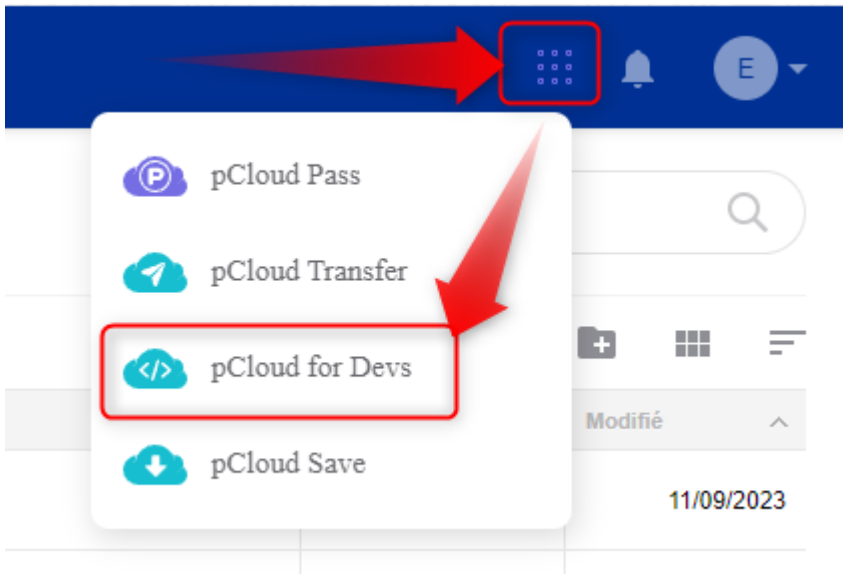 E
pCloud Pass
pCloud Transfer
pCloud for Devs
pCloud Save
Modifié
11/09/2023